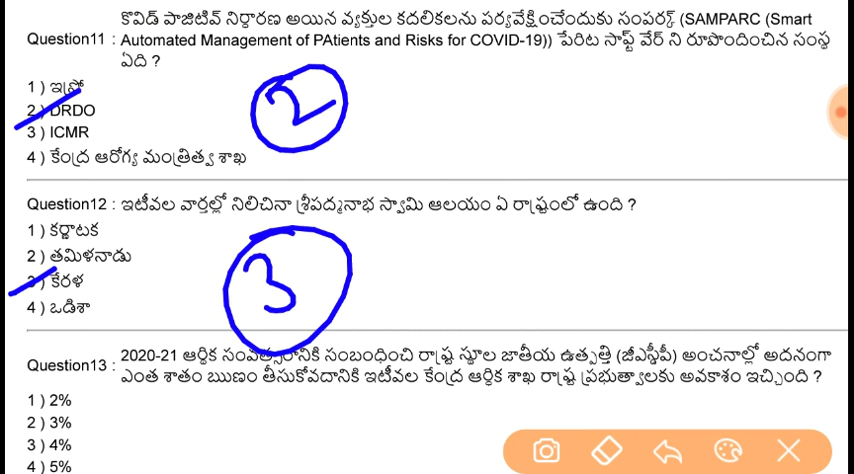 కొవిడ్ పాజిటివ్ నిర్ధారణ అయిన వ్యక్తుల కదలికలను పర్యవేక్షించేందుకు సంపర్క్ (SAMPARC (Smart
Question11 : Automated Management of PAtients and Risks for COVID-19)) పేరిట సాఫ్ట్ వేర్ ని రూపొందించిన సంస్థ
ఏది ?
1 ) ఇస్రో
2 ) DRDO
3 ) ICMR
4 ) కేంద్ర ఆరోగ్య మంత్రిత్వ శాఖ
2
Question12 : ఇటీవల వార్తల్లో నిలిచినా శ్రీపద్మనాభ స్వామి ఆలయం ఏ రాష్ట్రంలో ఉంది ?
1 ) కర్ణాటక
2 ) తమిళనాడు
3 ) కేరళ
4 ) ఒడిశా
3
2020-21 ఆర్థిక సంవత్సరానికి సంబంధించి రాష్ట్ర స్థూల జాతీయ ఉత్పత్తి (జీఎస్డీపీ) అంచనాల్లో అదనంగా
Question13 : ఎంత శాతం ఋణం తీసుకోవడానికి ఇటీవల కేంద్ర ఆర్థిక శాఖ రాష్ట్ర ప్రభుత్వాలకు అవకాశం ఇచ్చింది ?
1 ) 2%
2 ) 3%
3 ) 4%
4 ) 5%